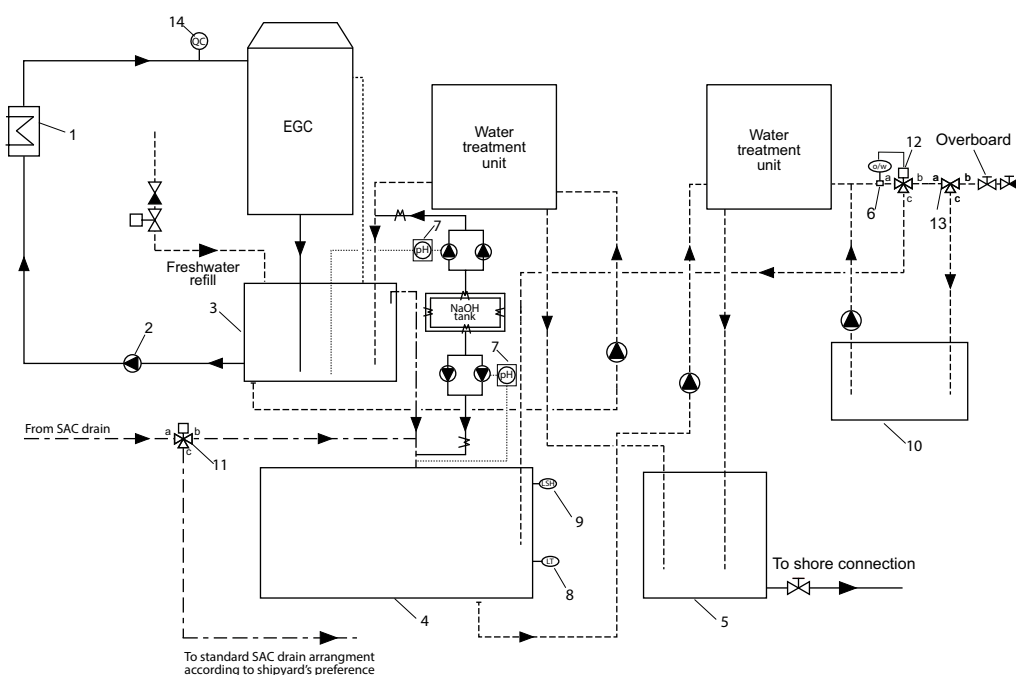 14
QC
EGC
1
Water
treatment
unit
Water
treatment
unit
12
Overboard
o/w
a
b
c
6
a
b
c
13
7
pH
Freshwater
refill
3
NaOH
tank
2
7
pH
10
From SAC drain
a
b
c
11
LSH
9
LT
8
To shore connection
4
5
To standard SAC drain arrangment
according to shipyard's preference